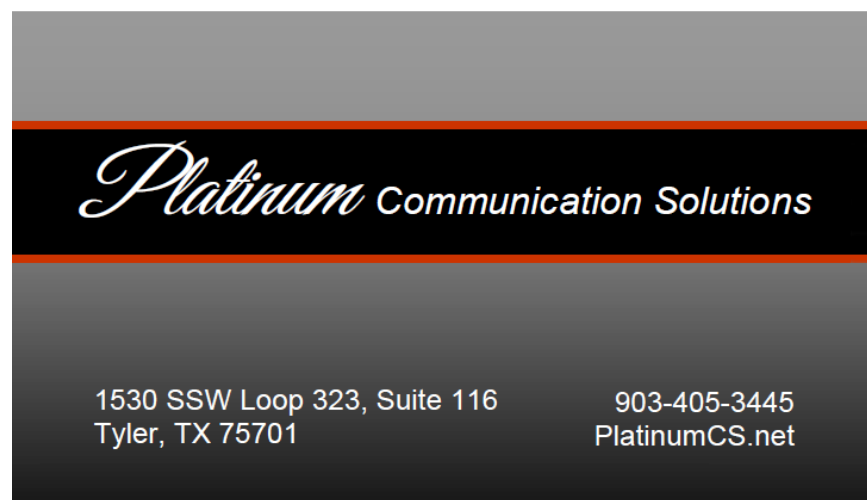 Platinum Communication Solutions
1530 SSW Loop 323, Suite 116
Tyler, TX 75701
903-405-3445
PlatinumCS.net